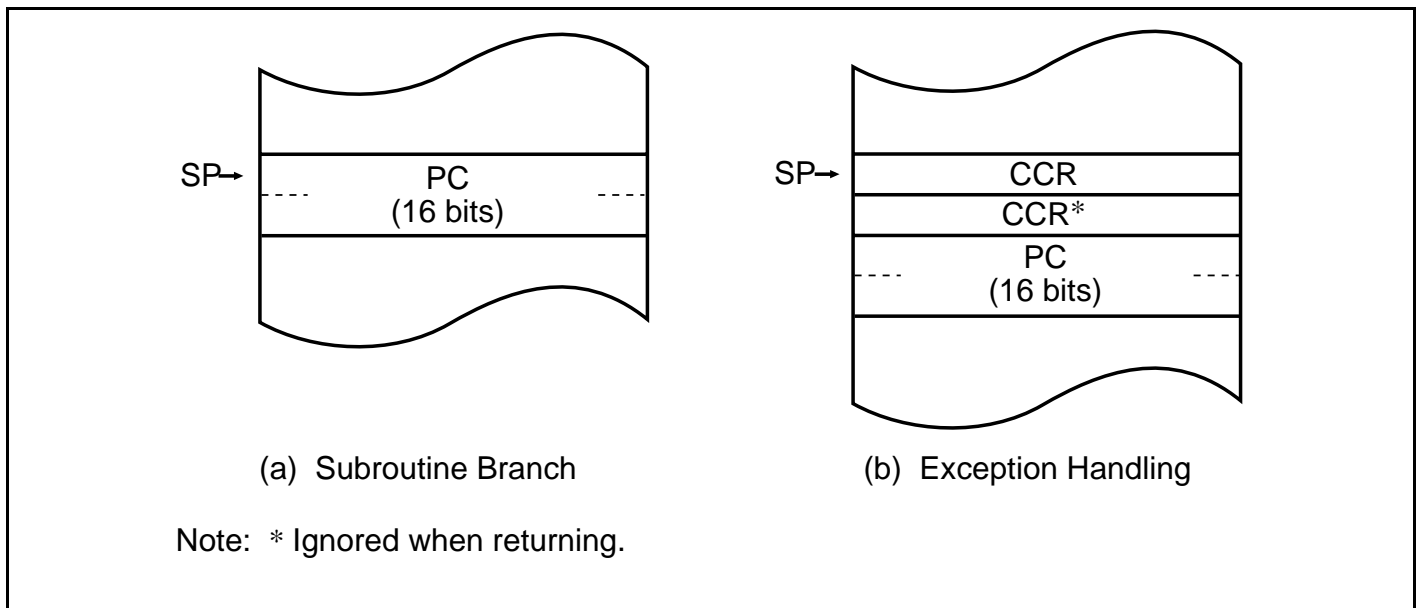 SP
PC
(16 bits)
(a) Subroutine Branch
SP
CCR
CCR*
PC
(16 bits)
(b) Exception Handling
Note: * Ignored when returning.